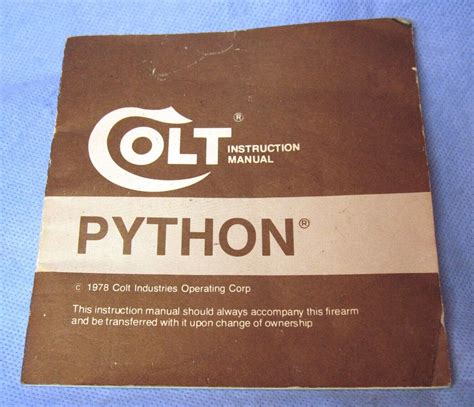 COLT ®
INSTRUCTION
MANUAL
PYTHON ®
© 1978 Colt Industries Operating Corp
This instruction manual should always accompany this firearm
and be transferred with it upon change of ownership